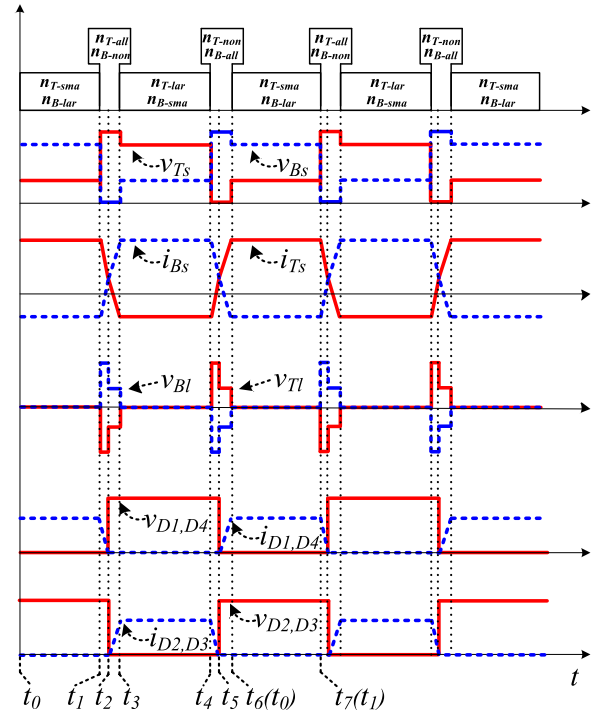 n_T-all n_T-non n_T-all n_T-non
n_B-non n_B-all n_B-non n_B-all
n_T-sma n_T-lar n_T-sma n_T-lar n_T-sma
n_B-lar n_B-sma n_B-lar n_B-sma n_B-lar
v_Ts v_Bs
i_Bs i_Ts
v_Bl v_Tl
v_D1,D4 i_D1,D4
i_D2,D3 v_D2,D3
t
t_0 t_1 t_2 t_3 t_4 t_5 t_6(t_0) t_7(t_1)